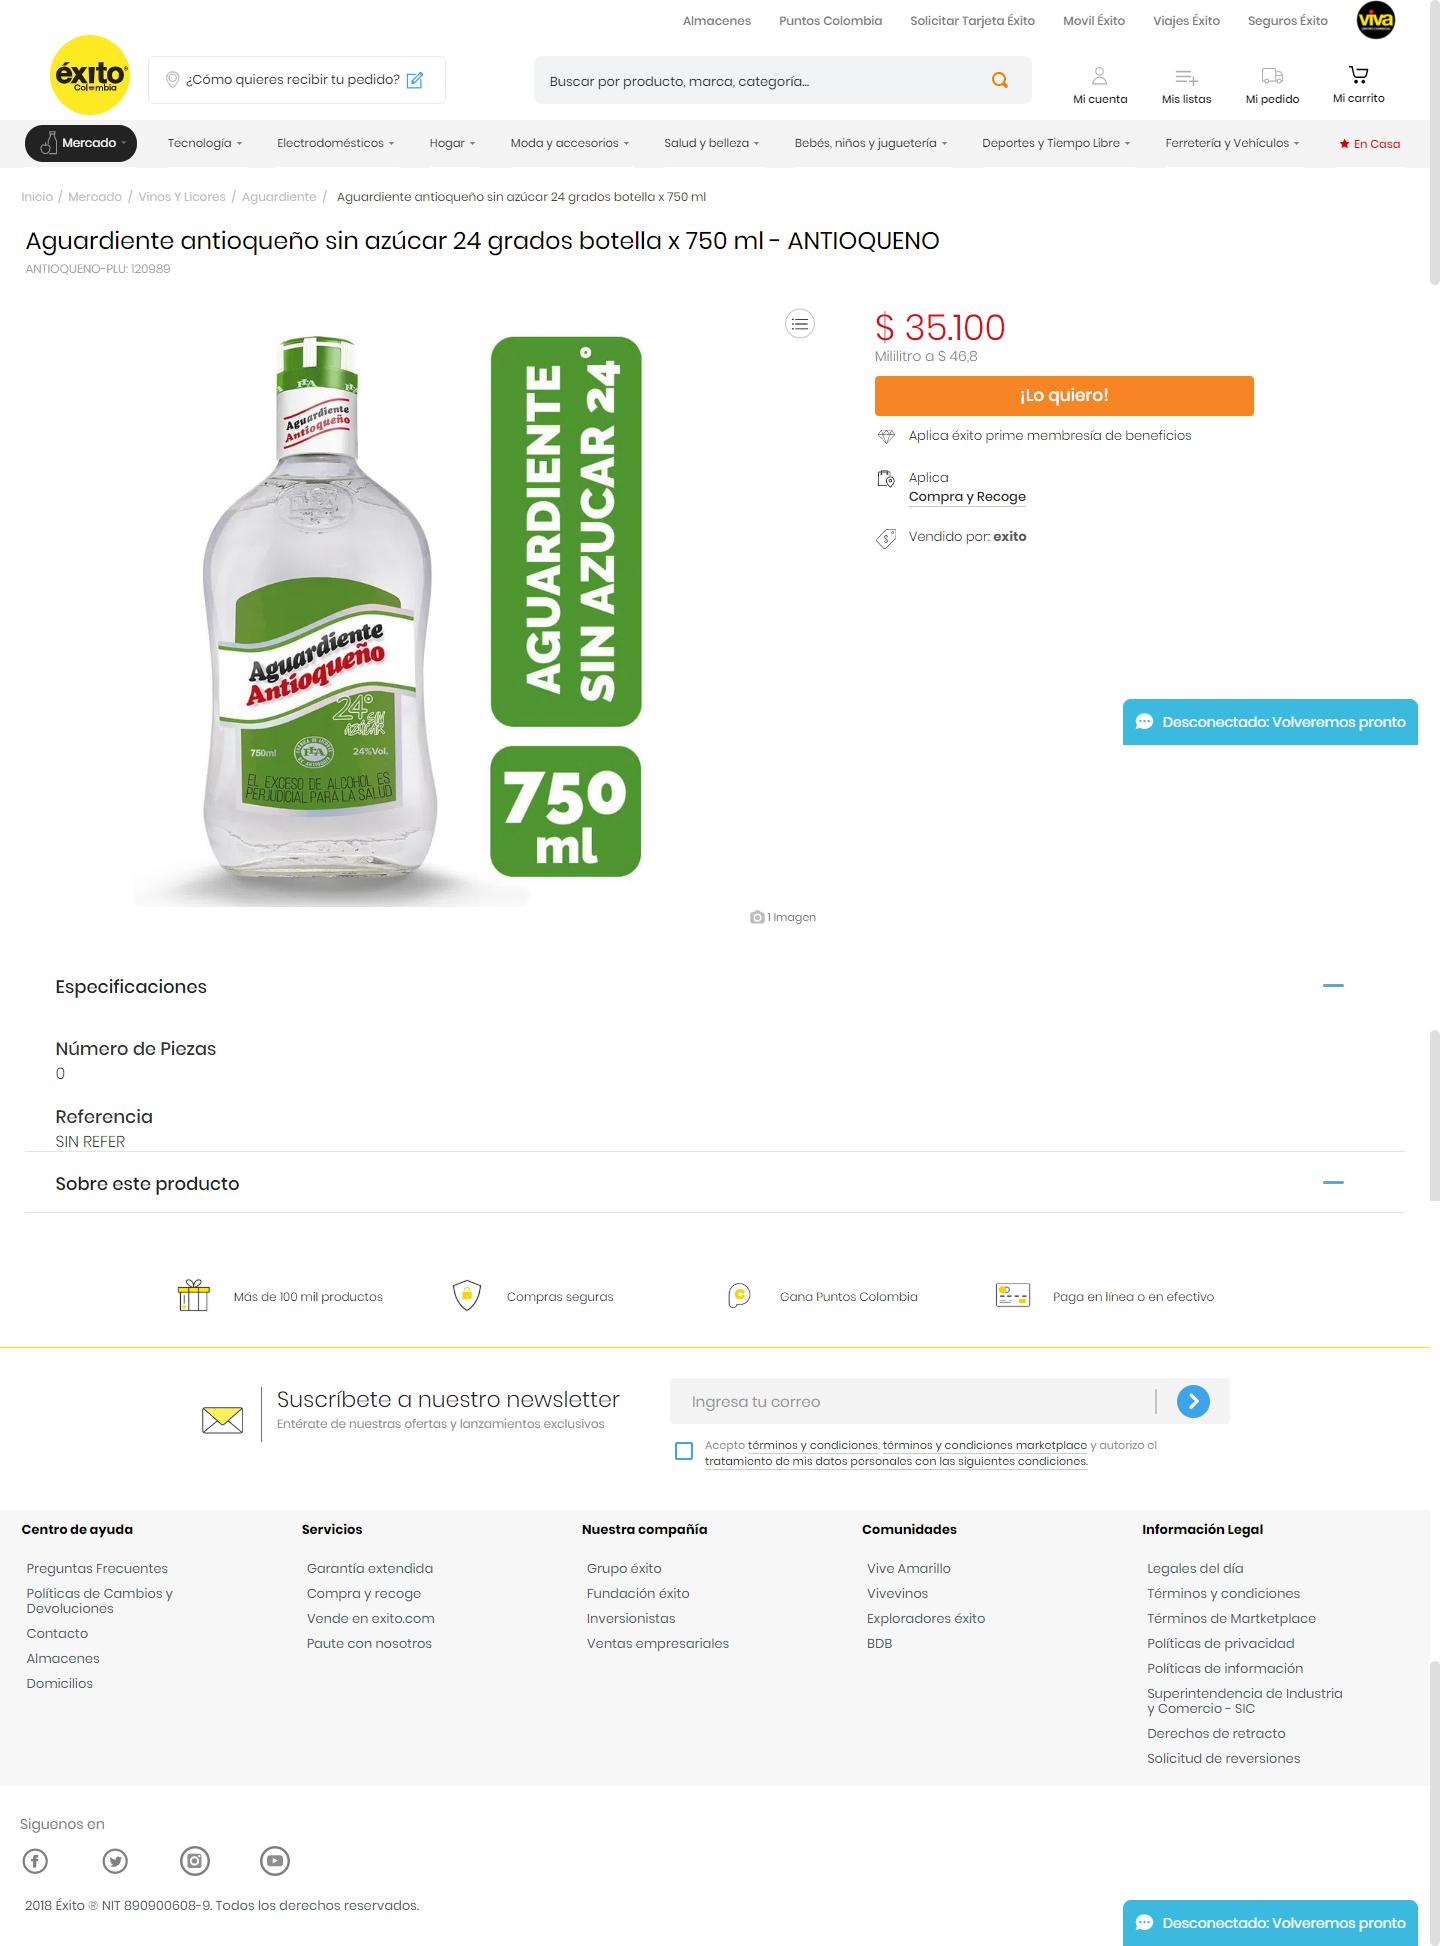 Almacenes Puntos Colombia Solicitar Tarjeta Éxito Movil Éxito Viajes Éxito Seguros Éxito viva
éxito
Colombia
¿Cómo quieres recibir tu pedido?
Buscar por producto, marca, categoría...
Mi cuenta Mis listas Mi pedido Mi carrito
Mercado Tecnología Electrodomésticos Hogar Moda y accesorios Salud y belleza Bebés, niños y juguetería Deportes y Tiempo Libre Ferretería y Vehículos En Casa
Inicio / Mercado / Vinos Y Licores / Aguardiente / Aguardiente antioqueño sin azúcar 24 grados botella x 750 ml
Aguardiente antioqueño sin azúcar 24 grados botella x 750 ml - ANTIOQUENO
ANTIOQUENO-PLU: 120989
Aguardiente
Antioqueño
Aguardiente
Antioqueño
24°
SIN
AZÚCAR
750ml
FLA
24%Vol.
EL EXCESO DE ALCOHOL ES
PERJUDICIAL PARA LA SALUD
AGUARDIENTE
SIN AZUCAR 24°
750
ml
1 Imagen
$ 35.100
Mililitro a $ 46,8
¡Lo quiero!
Aplica éxito prime membresía de beneficios
Aplica
Compra y Recoge
Vendido por: exito
Desconectado: Volveremos pronto
Especificaciones
Número de Piezas
0
Referencia
SIN REFER
Sobre este producto
Más de 100 mil productos Compras seguras Gana Puntos Colombia Paga en línea o en efectivo
Suscríbete a nuestro newsletter
Entérate de nuestras ofertas y lanzamientos exclusivos
Ingresa tu correo
Acepto términos y condiciones, términos y condiciones marketplace y autorizo el
tratamiento de mis datos personales con las siguientes condiciones.
Centro de ayuda
Preguntas Frecuentes
Políticas de Cambios y
Devoluciones
Contacto
Almacenes
Domicilios
Servicios
Garantía extendida
Compra y recoge
Vende en exito.com
Paute con nosotros
Nuestra compañía
Grupo éxito
Fundación éxito
Inversionistas
Ventas empresariales
Comunidades
Vive Amarillo
Vivevinos
Exploradores éxito
BDB
Información Legal
Legales del día
Términos y condiciones
Términos de Martketplace
Políticas de privacidad
Políticas de información
Superintendencia de Industria
y Comercio - SIC
Derechos de retracto
Solicitud de reversiones
Siguenos en
2018 Éxito ® NIT 890900608-9. Todos los derechos reservados.
Desconectado: Volveremos pronto